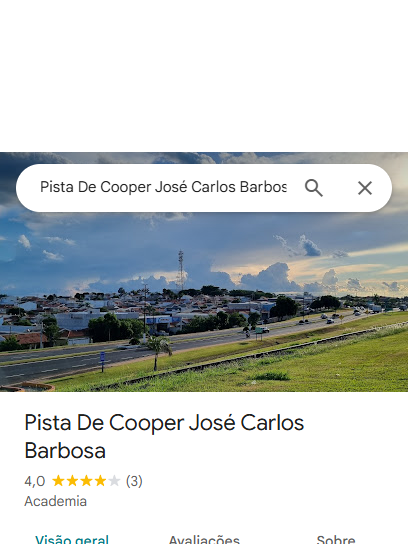 Pista De Cooper José Carlos Barbos
Pista De Cooper José Carlos
Barbosa
4,0 (3)
Academia
Visão geral Avaliações Sobre